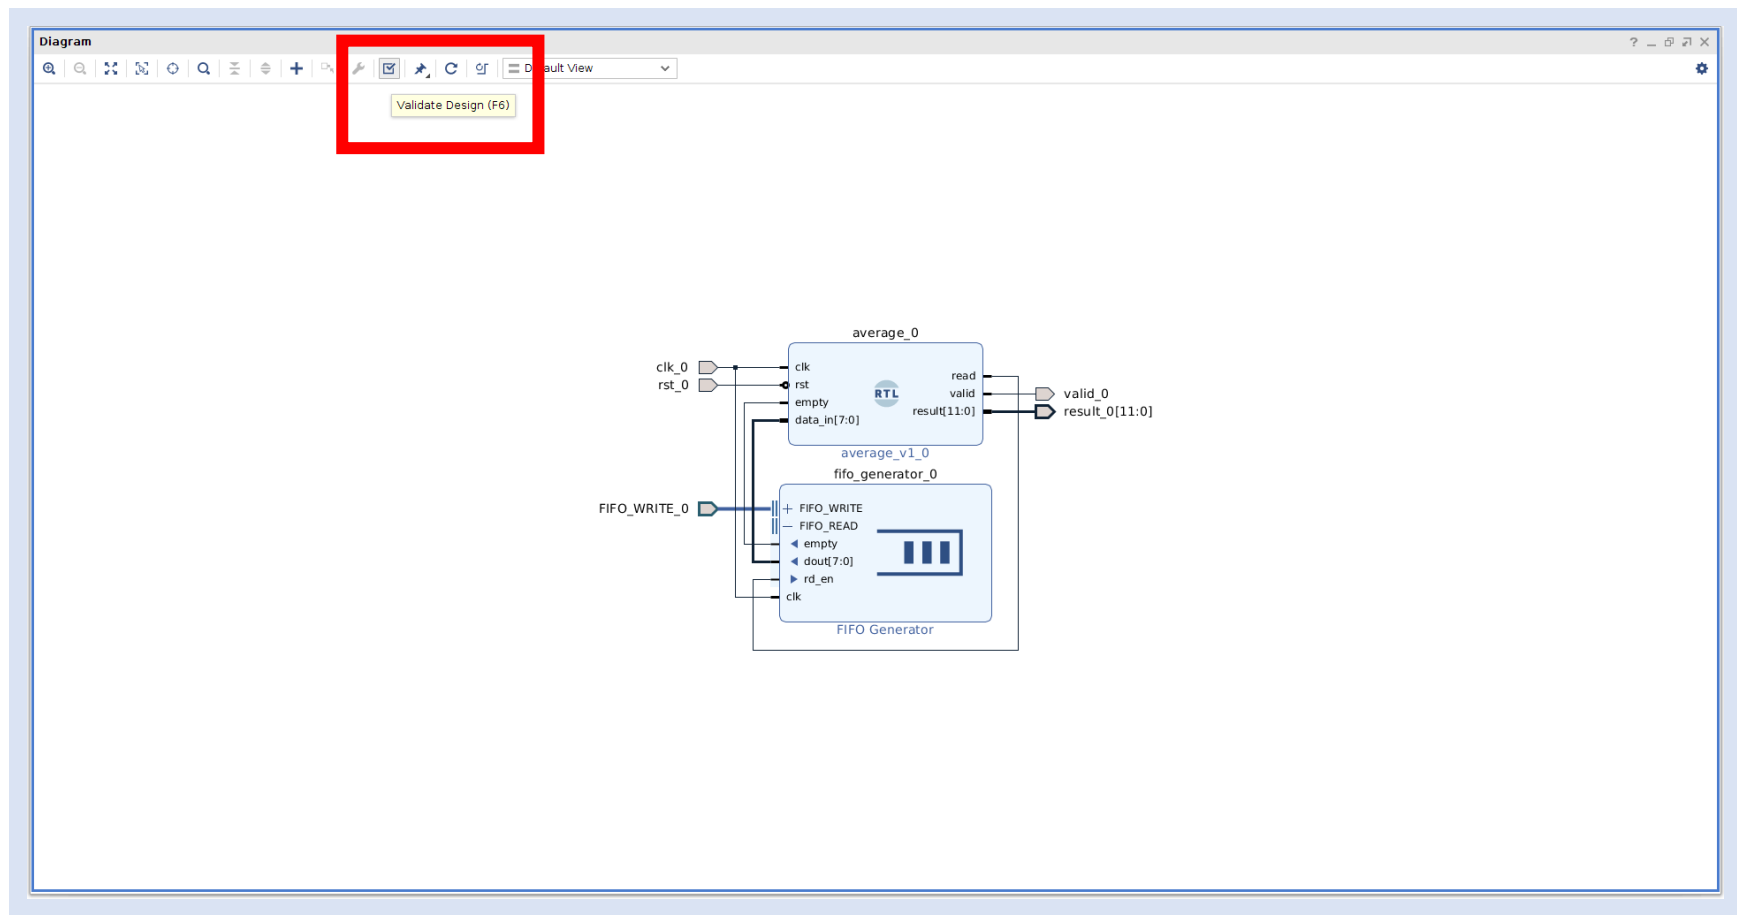 Diagram
Default View
Validate Design (F6)
average_0
clk_0
rst_0
clk
rst
empty
data_in[7:0]
RTL
read
valid
result[11:0]
valid_0
result_0[11:0]
average_v1_0
fifo_generator_0
FIFO_WRITE_0
FIFO_WRITE
FIFO_READ
empty
dout[7:0]
rd_en
clk
FIFO Generator